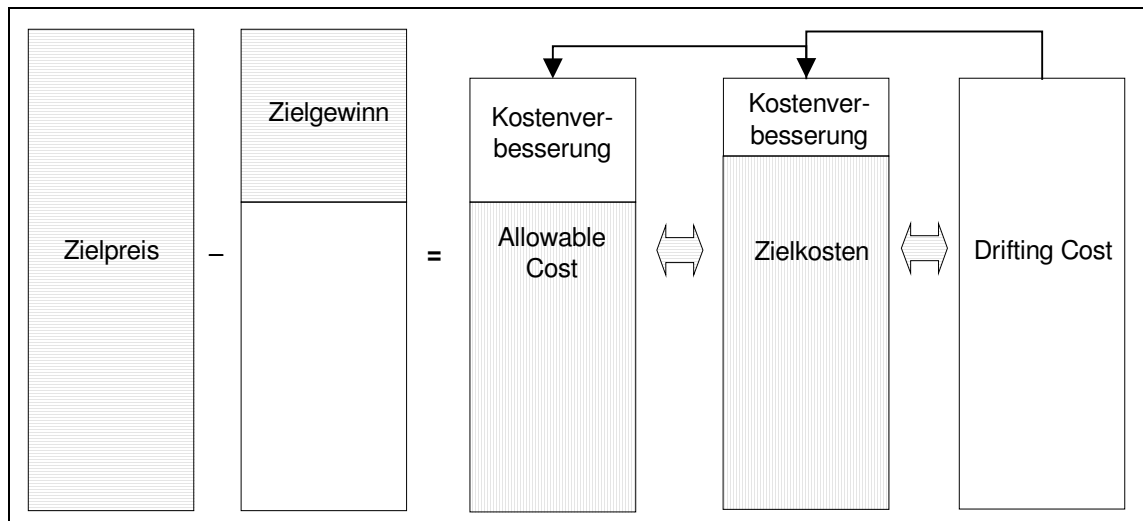 Zielpreis
–
Zielgewinn
=
Kostenver-
besserung
Allowable
Cost
Kostenver-
besserung
Zielkosten
Drifting Cost